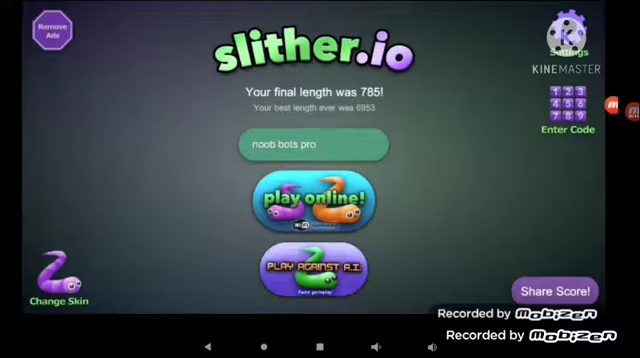 Remove
Ads
slither.io
Settings
KINEMASTER
Your final length was 785!
Your best length ever was 6953
1 2 3
4 5 6
7 8 9
Enter Code
noob bots pro
play online!
Wi Fi
PLAY AGAINST A.I.
Change Skin
Share Score!
Recorded by Mobizen
Recorded by Mobizen